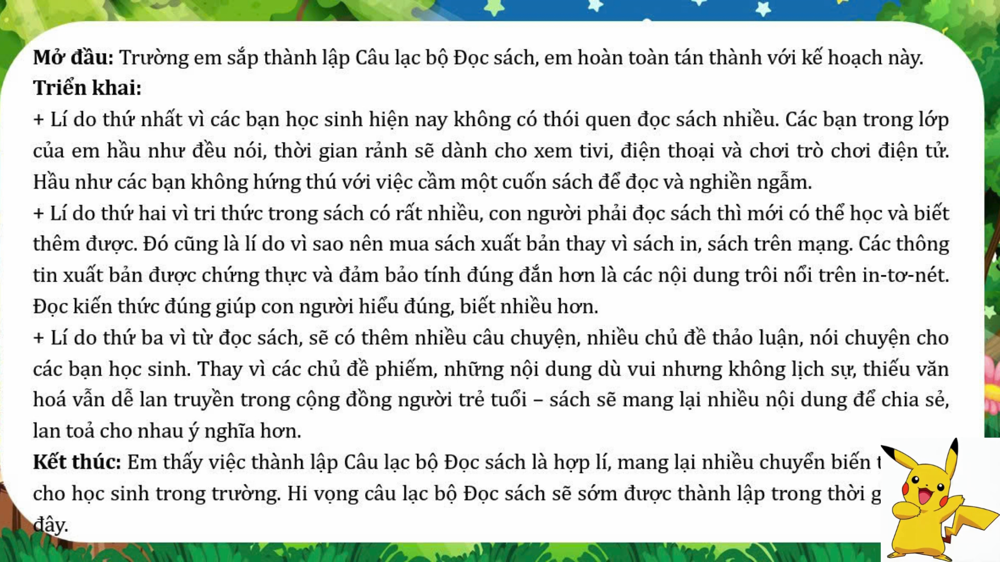 Mở đầu: Trường em sắp thành lập Câu lạc bộ Đọc sách, em hoàn toàn tán thành với kế hoạch này.
Triển khai:
+ Lí do thứ nhất vì các bạn học sinh hiện nay không có thói quen đọc sách nhiều. Các bạn trong lớp
của em hầu như đều nói, thời gian rảnh sẽ dành cho xem tivi, điện thoại và chơi trò chơi điện tử.
Hầu như các bạn không hứng thú với việc cầm một cuốn sách để đọc và nghiền ngẫm.
+ Lí do thứ hai vì tri thức trong sách có rất nhiều, con người phải đọc sách thì mới có thể học và biết
thêm được. Đó cũng là lí do vì sao nên mua sách xuất bản thay vì sách in, sách trên mạng. Các thông
tin xuất bản được chứng thực và đảm bảo tính đúng đắn hơn là các nội dung trôi nổi trên in-tơ-nét.
Đọc kiến thức đúng giúp con người hiểu đúng, biết nhiều hơn.
+ Lí do thứ ba vì từ đọc sách, sẽ có thêm nhiều câu chuyện, nhiều chủ đề thảo luận, nói chuyện cho
các bạn học sinh. Thay vì các chủ đề phiếm, những nội dung dù vui nhưng không lịch sự, thiếu văn
hoá vẫn dễ lan truyền trong cộng đồng người trẻ tuổi – sách sẽ mang lại nhiều nội dung để chia sẻ,
lan toả cho nhau ý nghĩa hơn.
Kết thúc: Em thấy việc thành lập Câu lạc bộ Đọc sách là hợp lí, mang lại nhiều chuyển biến
cho học sinh trong trường. Hi vọng câu lạc bộ Đọc sách sẽ sớm được thành lập trong thời
đây.